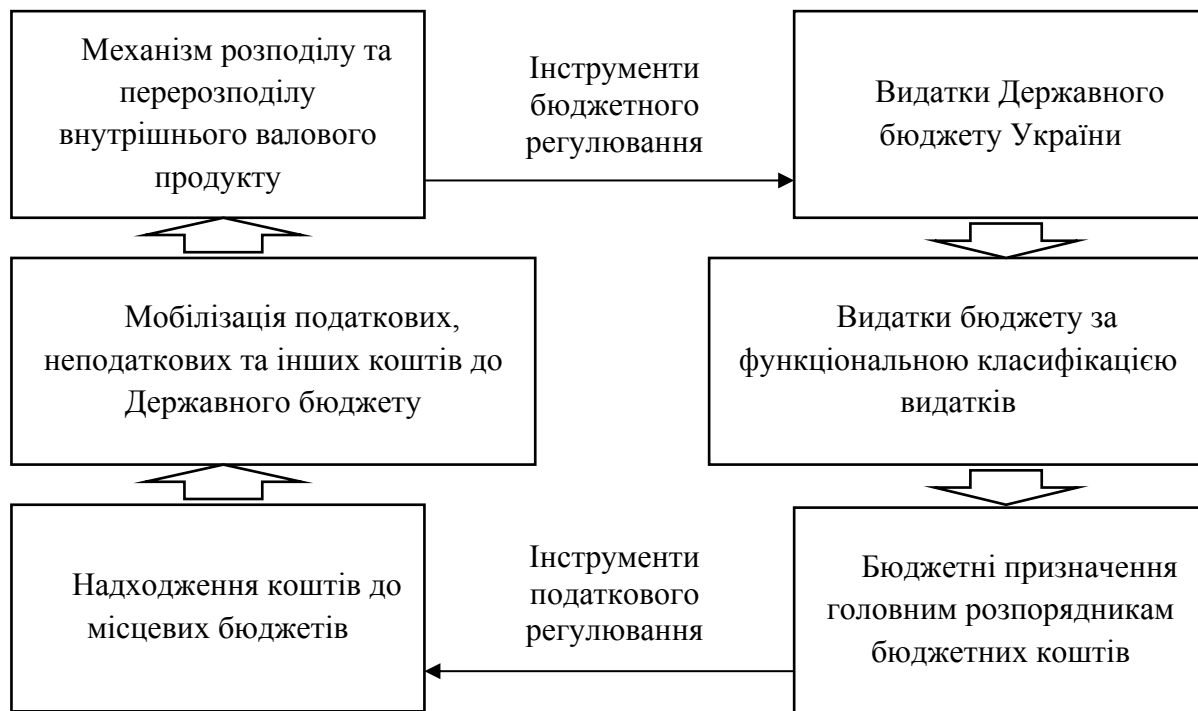 Механізм розподілу та
перерозподілу
внутрішнього валового
продукту
Інструменти
бюджетного
регулювання
Видатки Державного
бюджету України
Мобілізація податкових,
неподаткових та інших коштів до
Державного бюджету
Видатки бюджету за
функціональною класифікацією
видатків
Надходження коштів до
місцевих бюджетів
Інструменти
податкового
регулювання
Бюджетні призначення
головним розпорядникам
бюджетних коштів